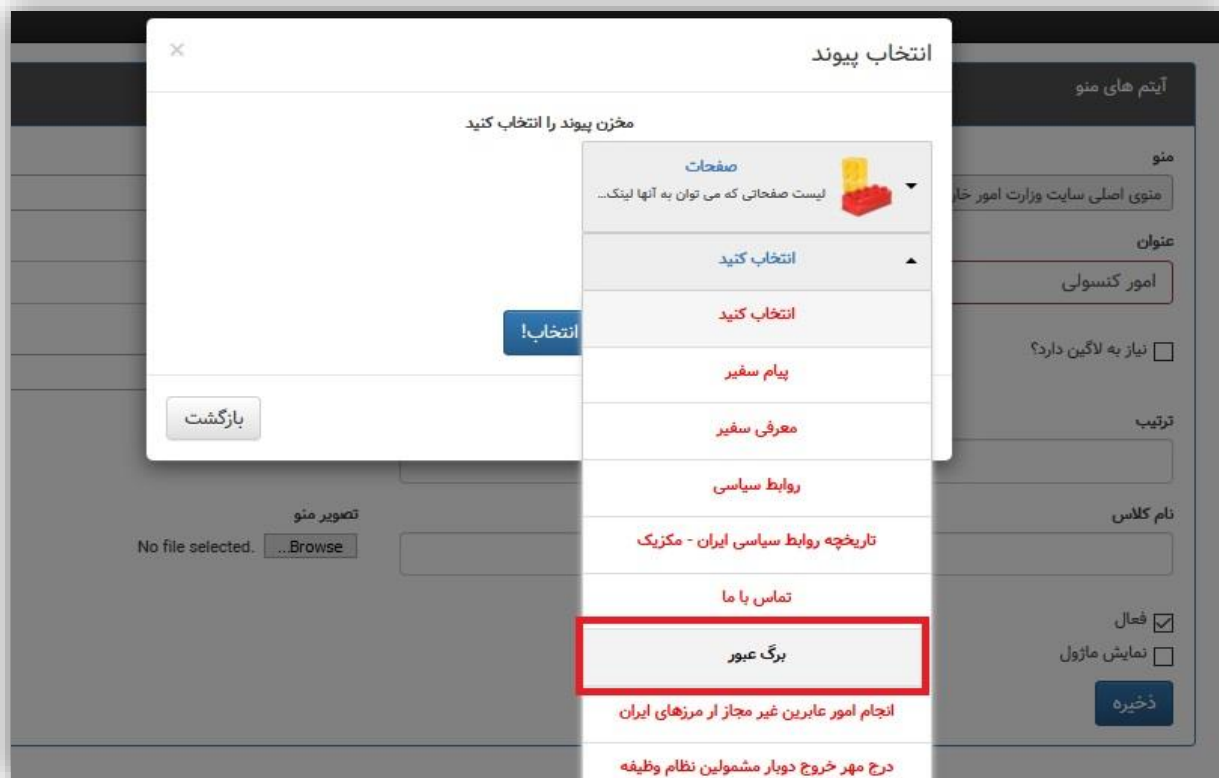 انتخاب پیوند
×
مخزن پیوند را انتخاب کنید
صفحات
لیست صفحاتی که می توان به آنها لینک...
انتخاب کنید
انتخاب کنید
پیام سفیر
معرفی سفیر
روابط سیاسی
تاریخچه روابط سیاسی ایران - مکزیک
تماس با ما
برگ عبور
انجام امور عابرین غیر مجاز ار مرزهای ایران
درج مهر خروج دوبار مشمولین نظام وظیفه
انتخاب!
بازگشت
آیتم های منو
منو
منوی اصلی سایت وزارت امور خار
عنوان
امور کنسولی
نیاز به لاگین دارد؟
ترتیب
نام کلاس
تصویر منو
Browse... No file selected.
فعال
نمایش ماژول
ذخیره